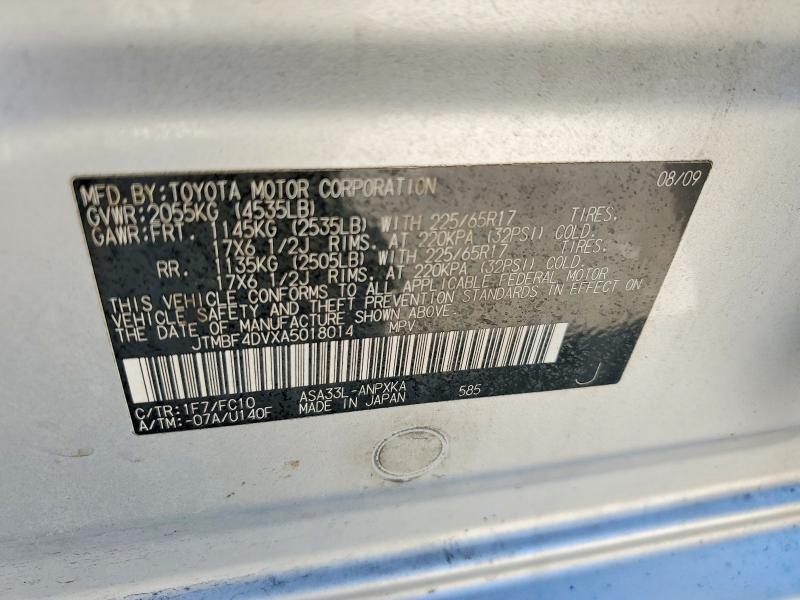 MFD.BY:TOYOTA MOTOR CORPORATION 08/09
GVWR:2055KG (4535LB)
GAWR:FRT. 1145KG (2535LB) WITH 225/65R17 TIRES.
17X6 1/2J RIMS. AT 220KPA (32PSI) COLD.
RR. 1135KG (2505LB) WITH 225/65R17 TIRES.
17X6 1/2J RIMS. AT 220KPA (32PSI) COLD.
THIS VEHICLE CONFORMS TO ALL APPLICABLE FEDERAL MOTOR
VEHICLE SAFETY AND THEFT PREVENTION STANDARDS IN EFFECT ON
THE DATE OF MANUFACTURE SHOWN ABOVE.
JTMBF4DVXA5018014 MPV
C/TR:1F7/FC10 ASA33L-ANPXKA 585 J
A/TM:-07A/U140F MADE IN JAPAN